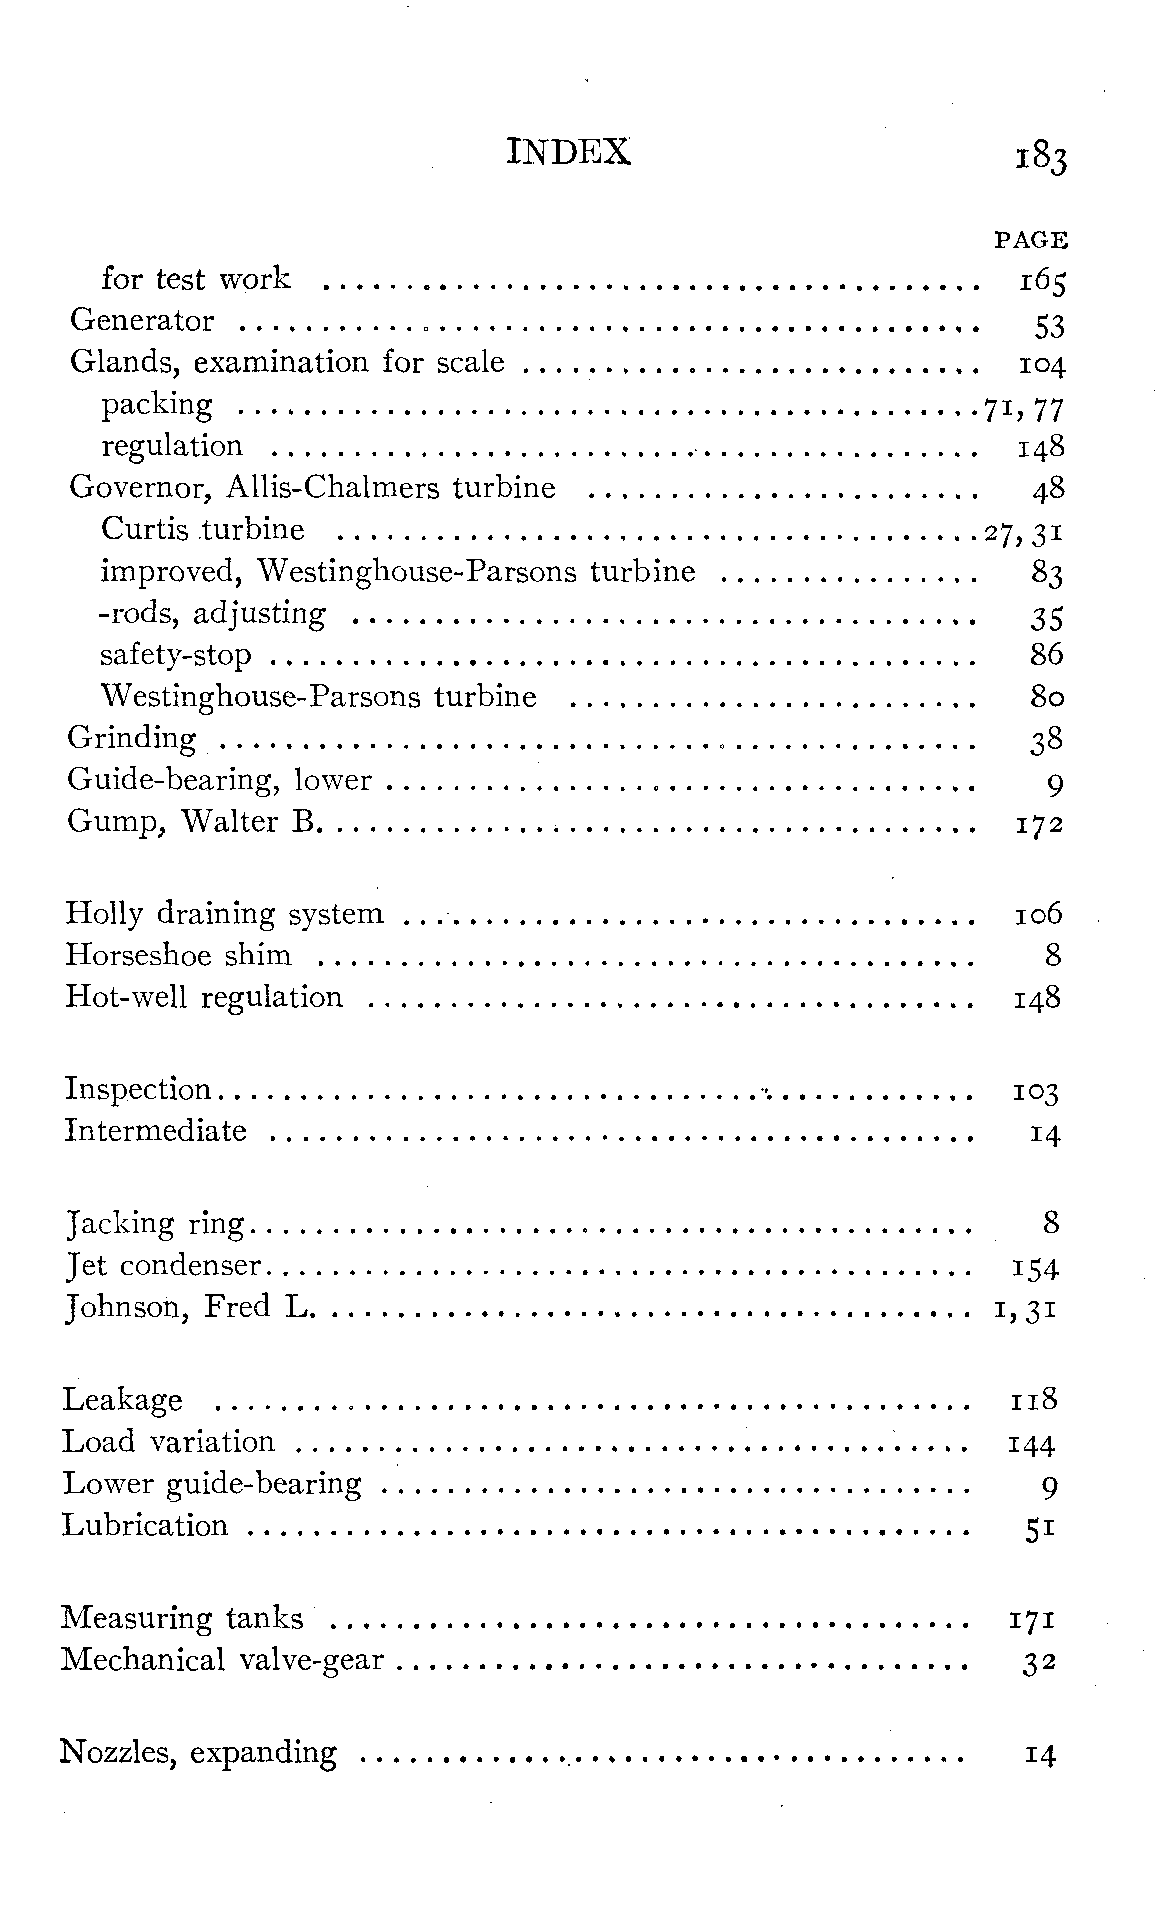 INDEX 183
PAGE
for test work ........................................ 165
Generator ............................................. 53
Glands, examination for scale ............................ 104
packing .............................................71, 77
regulation ........................................... 148
Governor, Allis-Chalmers turbine ........................ 48
Curtis turbine .......................................27, 31
improved, Westinghouse-Parsons turbine ................ 83
-rods, adjusting ...................................... 35
safety-stop ........................................... 86
Westinghouse-Parsons turbine ......................... 80
Grinding .............................................. 38
Guide-bearing, lower .................................... 9
Gump, Walter B. ....................................... 172
Holly draining system ................................... 106
Horseshoe shim ........................................ 8
Hot-well regulation ..................................... 148
Inspection.............................................. 103
Intermediate ........................................... 14
Jacking ring............................................ 8
Jet condenser........................................... 154
Johnson, Fred L. ....................................... 1, 31
Leakage .............................................. 118
Load variation ......................................... 144
Lower guide-bearing .................................... 9
Lubrication ............................................ 51
Measuring tanks ....................................... 171
Mechanical valve-gear ................................... 32
Nozzles, expanding ..................................... 14